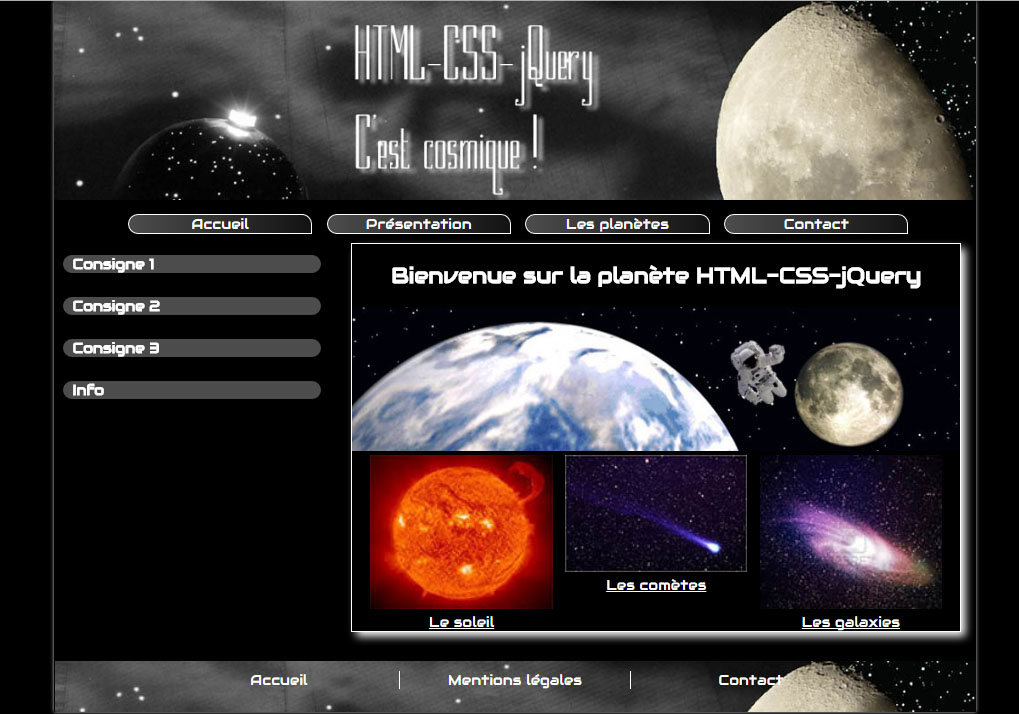 HTML-CSS-jQuery
C'est cosmique !
Accueil Présentation Les planètes Contact
Consigne 1
Consigne 2
Consigne 3
Info
Bienvenue sur la planète HTML-CSS-jQuery
Les comètes
Le soleil Les galaxies
Accueil Mentions légales Contact